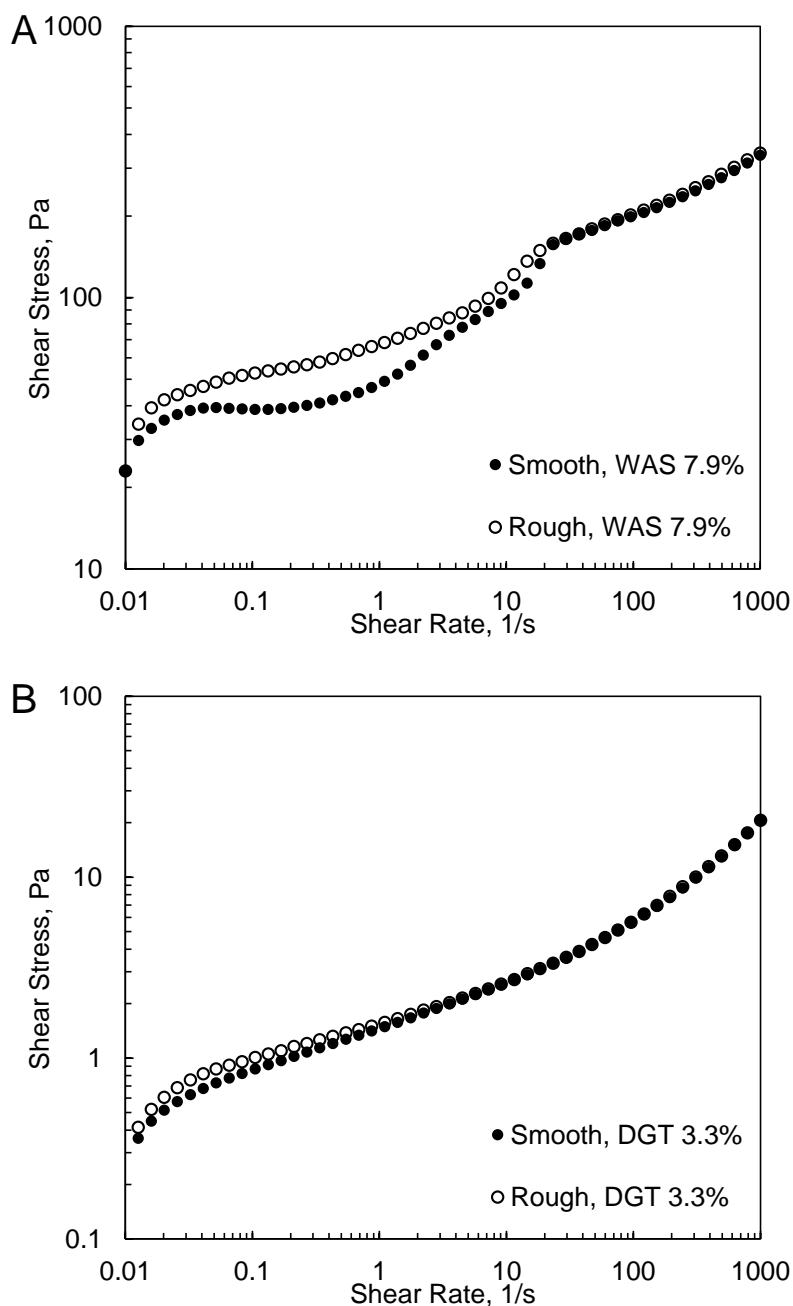 A
1000
100
10
Shear Stress, Pa
Smooth, WAS 7.9%
Rough, WAS 7.9%
0.01 0.1 1 10 100 1000
Shear Rate, 1/s
B
100
10
1
0.1
Shear Stress, Pa
Smooth, DGT 3.3%
Rough, DGT 3.3%
0.01 0.1 1 10 100 1000
Shear Rate, 1/s